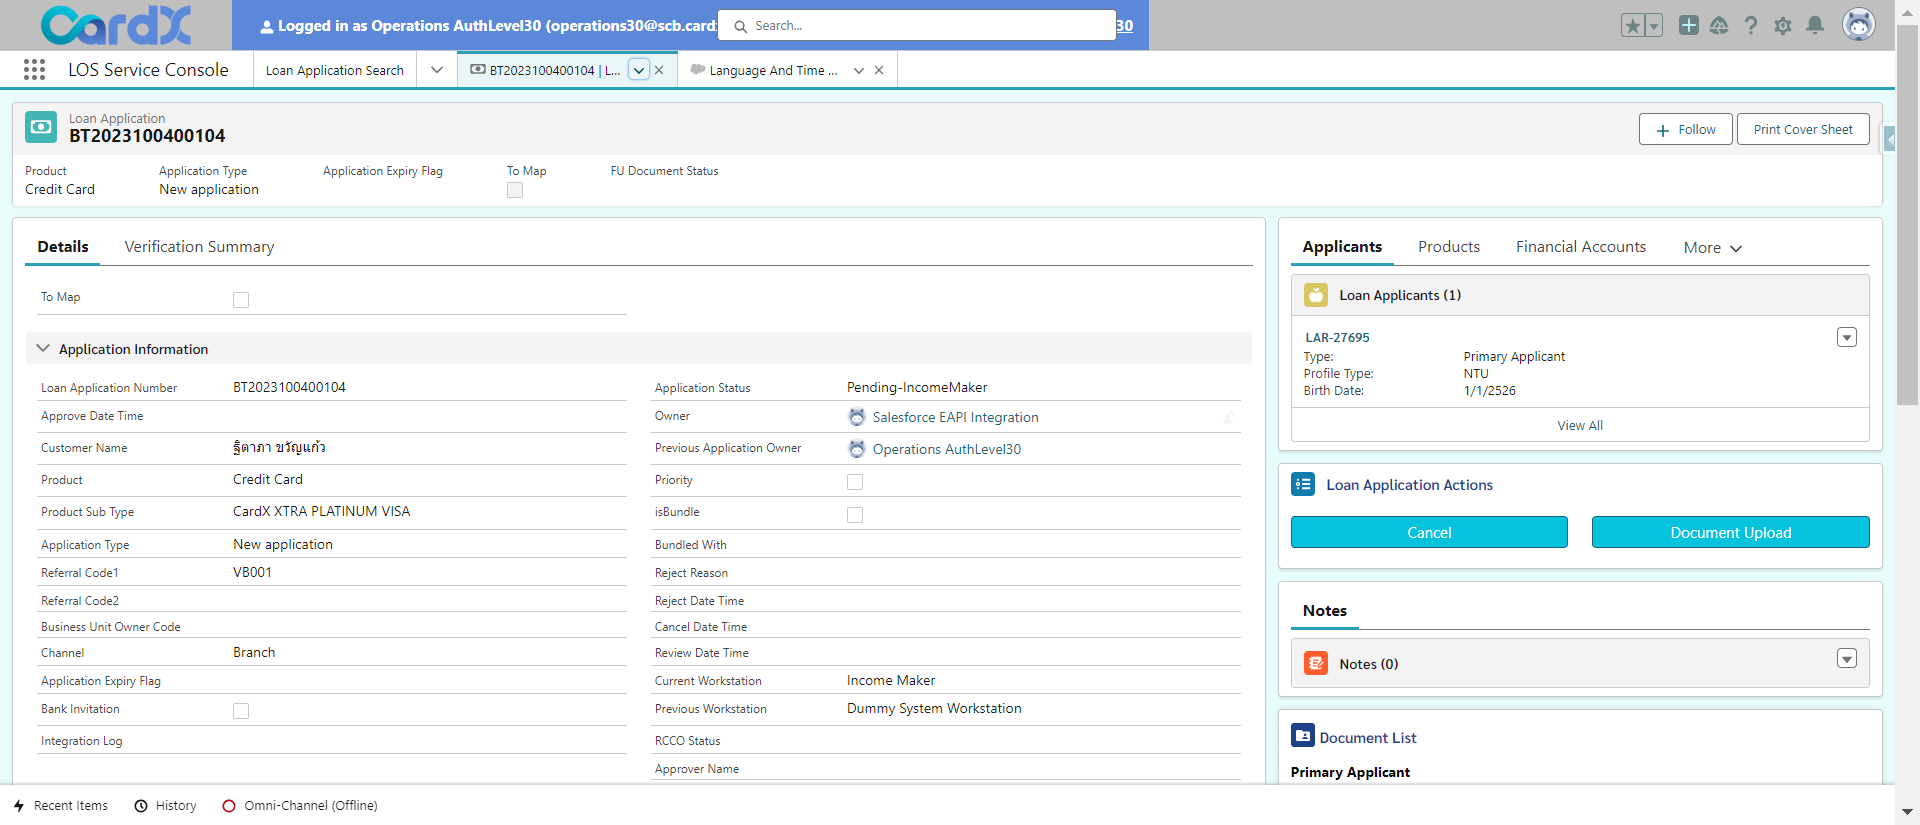 CardX
Logged in as Operations AuthLevel30 (operations30@scb.card
Search...
30
LOS Service Console
Loan Application Search
BT2023100400104 | L...
Language And Time ...
Loan Application
BT2023100400104
Follow
Print Cover Sheet
Product
Application Type
Application Expiry Flag
To Map
FU Document Status
Credit Card
New application
Details
Verification Summary
To Map
Application Information
Loan Application Number
BT2023100400104
Approve Date Time
Customer Name
ฐิตาภา ขวัญแก้ว
Product
Credit Card
Product Sub Type
CardX XTRA PLATINUM VISA
Application Type
New application
Referral Code1
VB001
Referral Code2
Business Unit Owner Code
Channel
Branch
Application Expiry Flag
Bank Invitation
Integration Log
Application Status
Pending-IncomeMaker
Owner
Salesforce EAPI Integration
Previous Application Owner
Operations AuthLevel30
Priority
isBundle
Bundled With
Reject Reason
Reject Date Time
Cancel Date Time
Review Date Time
Current Workstation
Income Maker
Previous Workstation
Dummy System Workstation
RCCO Status
Approver Name
Applicants
Products
Financial Accounts
More
Loan Applicants (1)
LAR-27695
Type:
Primary Applicant
Profile Type:
NTU
Birth Date:
1/1/2526
View All
Loan Application Actions
Cancel
Document Upload
Notes
Notes (0)
Document List
Primary Applicant
Recent Items
History
Omni-Channel (Offline)